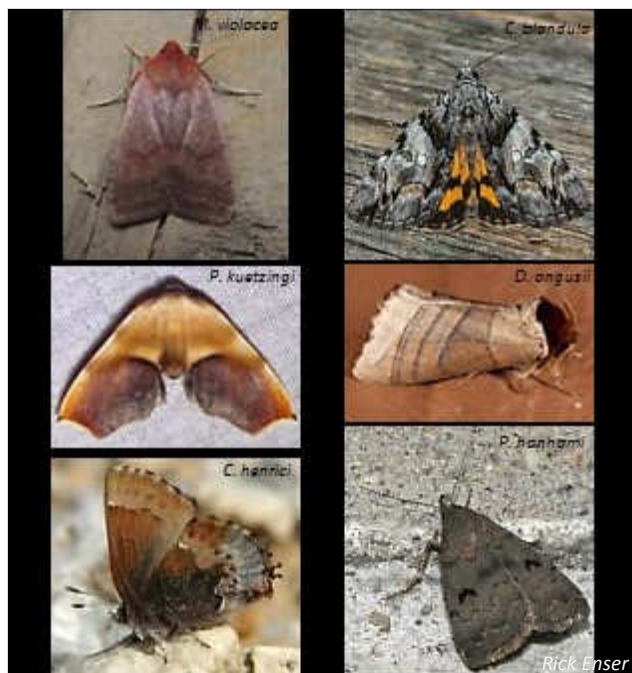 M. violacea
C. blandula
P. kuetzingi
D. angusii
C. henrici
P. hanhami
Rick Enser